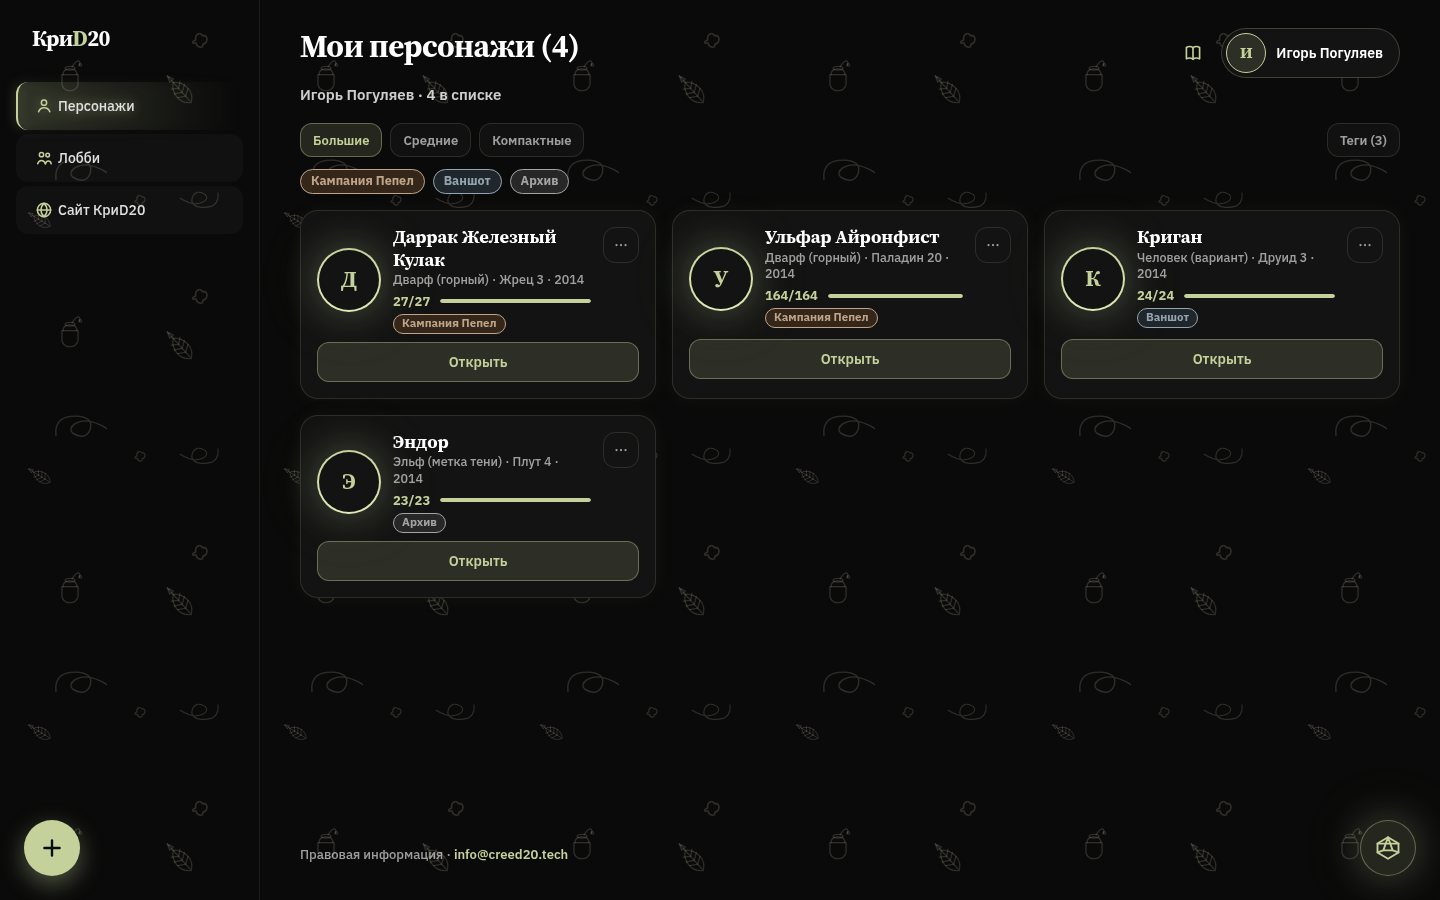 КриD20
Персонажи
Лобби
Сайт КриD20
Мои персонажи (4)
Игорь Погуляев · 4 в списке
И
Игорь Погуляев
Большие
Средние
Компактные
Теги (3)
Кампания Пепел
Ваншот
Архив
Д
Даррак Железный
Кулак
Дварф (горный) · Жрец 3 · 2014
27/27
Кампания Пепел
...
Открыть
У
Ульфар Айронфист
Дварф (горный) · Паладин 20 ·
2014
164/164
Кампания Пепел
...
Открыть
К
Криган
Человек (вариант) · Друид 3 ·
2014
24/24
Ваншот
...
Открыть
Э
Эндор
Эльф (метка тени) · Плут 4 ·
2014
23/23
Архив
...
Открыть
Правовая информация · info@creed20.tech